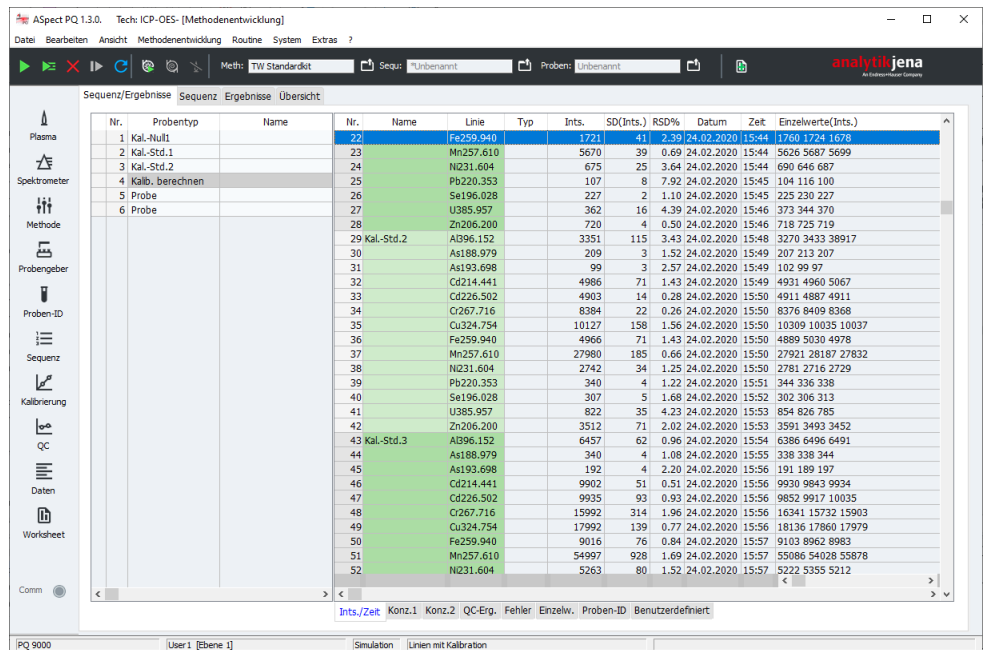 ASpect PQ 1.3.0. Tech: ICP-OES- [Methodenentwicklung]
Datei Bearbeiten Ansicht Methodenentwicklung Routine System Extras ?
Meth: TW Standardkit Sequ: *Unbenannt Proben: Unbenannt
analytikjena
An Endress+Hauser Company
Sequenz/Ergebnisse Sequenz Ergebnisse Übersicht
Plasma
Spektrometer
Methode
Probengeber
Proben-ID
Sequenz
Kalibrierung
QC
Daten
Worksheet
Comm
Nr. Probentyp Name
1 Kal.-Null1
2 Kal.-Std.1
3 Kal.-Std.2
4 Kalib. berechnen
5 Probe
6 Probe
Nr. Name Linie Typ Ints. SD(Ints.) RSD% Datum Zeit Einzelwerte(Ints.)
22 Fe259.940 1721 41 2.39 24.02.2020 15:44 1760 1724 1678
23 Mn257.610 5670 39 0.69 24.02.2020 15:44 5626 5687 5699
24 Ni231.604 675 25 3.64 24.02.2020 15:44 690 646 687
25 Pb220.353 107 8 7.92 24.02.2020 15:45 104 116 100
26 Se196.028 227 2 1.10 24.02.2020 15:45 225 230 227
27 U385.957 362 16 4.39 24.02.2020 15:46 373 344 370
28 Zn206.200 720 4 0.50 24.02.2020 15:46 718 725 719
29 Kal.-Std.2 Al396.152 3351 115 3.43 24.02.2020 15:48 3270 3433 38917
30 As188.979 209 3 1.52 24.02.2020 15:49 207 213 207
31 As193.698 99 3 2.57 24.02.2020 15:49 102 99 97
32 Cd214.441 4986 71 1.43 24.02.2020 15:49 4931 4960 5067
33 Cd226.502 4903 14 0.28 24.02.2020 15:50 4911 4887 4911
34 Cr267.716 8384 22 0.26 24.02.2020 15:50 8376 8409 8368
35 Cu324.754 10127 158 1.56 24.02.2020 15:50 10309 10035 10037
36 Fe259.940 4966 71 1.43 24.02.2020 15:50 4889 5030 4978
37 Mn257.610 27980 185 0.66 24.02.2020 15:50 27921 28187 27832
38 Ni231.604 2742 34 1.25 24.02.2020 15:50 2781 2716 2729
39 Pb220.353 340 4 1.22 24.02.2020 15:51 344 336 338
40 Se196.028 307 5 1.68 24.02.2020 15:52 302 306 313
41 U385.957 822 35 4.23 24.02.2020 15:53 854 826 785
42 Zn206.200 3512 71 2.02 24.02.2020 15:53 3591 3493 3452
43 Kal.-Std.3 Al396.152 6457 62 0.96 24.02.2020 15:54 6386 6496 6491
44 As188.979 340 4 1.08 24.02.2020 15:55 338 338 344
45 As193.698 192 4 2.20 24.02.2020 15:56 191 189 197
46 Cd214.441 9902 51 0.51 24.02.2020 15:56 9930 9843 9934
47 Cd226.502 9935 93 0.93 24.02.2020 15:56 9852 9917 10035
48 Cr267.716 15992 314 1.96 24.02.2020 15:56 16341 15732 15903
49 Cu324.754 17992 139 0.77 24.02.2020 15:56 18136 17860 17979
50 Fe259.940 9016 76 0.84 24.02.2020 15:57 9103 8962 8983
51 Mn257.610 54997 928 1.69 24.02.2020 15:57 55086 54028 55878
52 Ni231.604 5263 80 1.52 24.02.2020 15:57 5222 5355 5212
Ints./Zeit Konz.1 Konz.2 QC-Erg. Fehler Einzelw. Proben-ID Benutzerdefiniert
PQ 9000 User1 [Ebene 1] Simulation Linien mit Kalibration